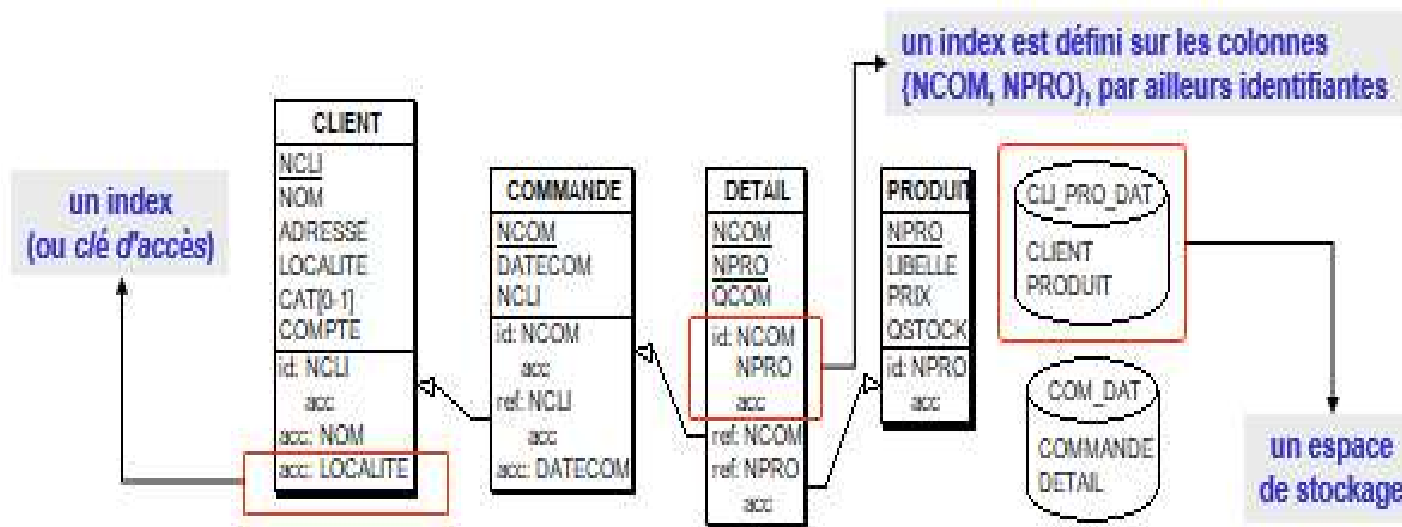 un index est défini sur les colonnes
{NCOM, NPRO}, par ailleurs identifiantes
un index
(ou clé d'accès)
CLIENT
NCLI
NOM
ADRESSE
LOCALITE
CAT[0-1]
COMPTE
id: NCLI
acc
acc: NOM
acc: LOCALITE
COMMANDE
NCOM
DATECOM
NCLI
id: NCOM
acc
ref: NCLI
acc
acc: DATECOM
DETAIL
NCOM
NPRO
QCOM
id: NCOM
NPRO
acc
ref: NCOM
ref: NPRO
acc
PRODUIT
NPRO
LIBELLE
PRIX
QSTOCK
id: NPRO
acc
CLI_PRO_DAT
CLIENT
PRODUIT
COM_DAT
COMMANDE
DETAIL
un espace
de stockage